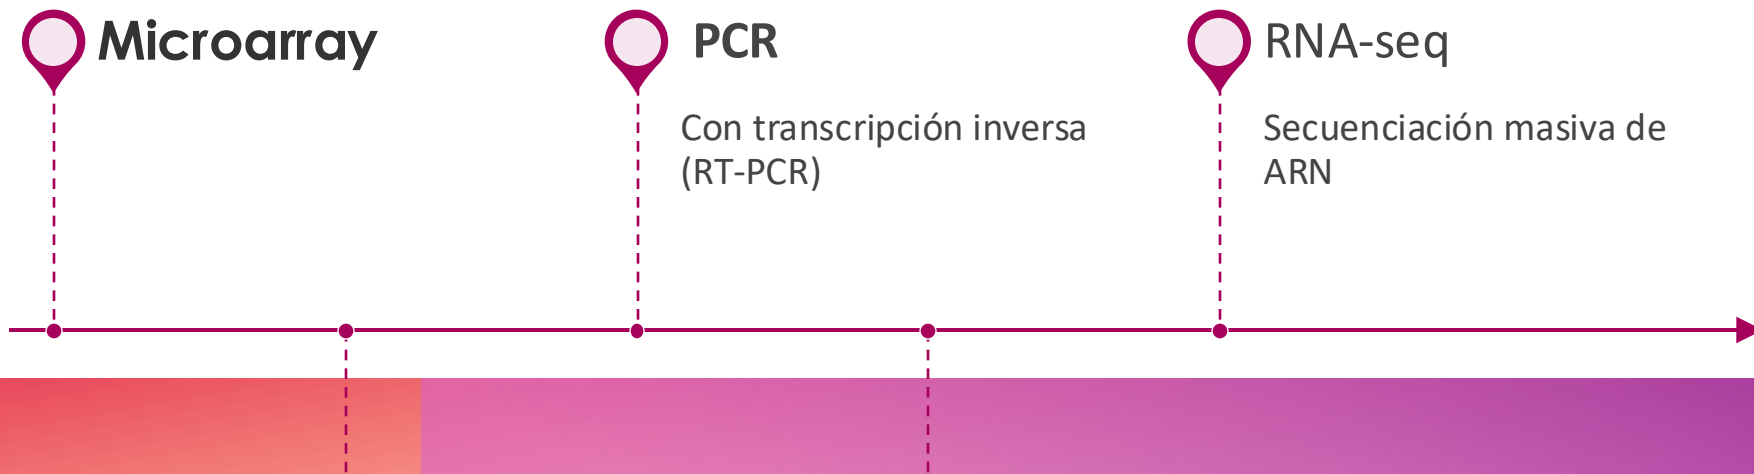 Microarray
PCR
Con transcripción inversa
(RT-PCR)
RNA-seq
Secuenciación masiva de
ARN